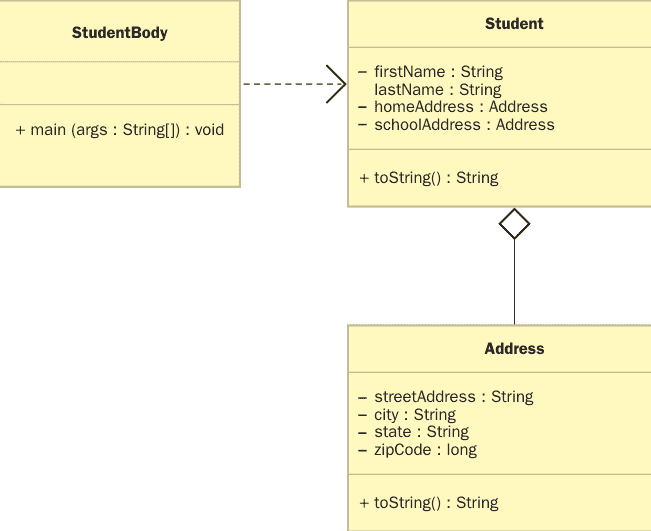 StudentBody
+ main (args : String[]) : void
Student
– firstName : String
lastName : String
– homeAddress : Address
– schoolAddress : Address
+ toString() : String
Address
– streetAddress : String
– city : String
– state : String
– zipCode : long
+ toString() : String